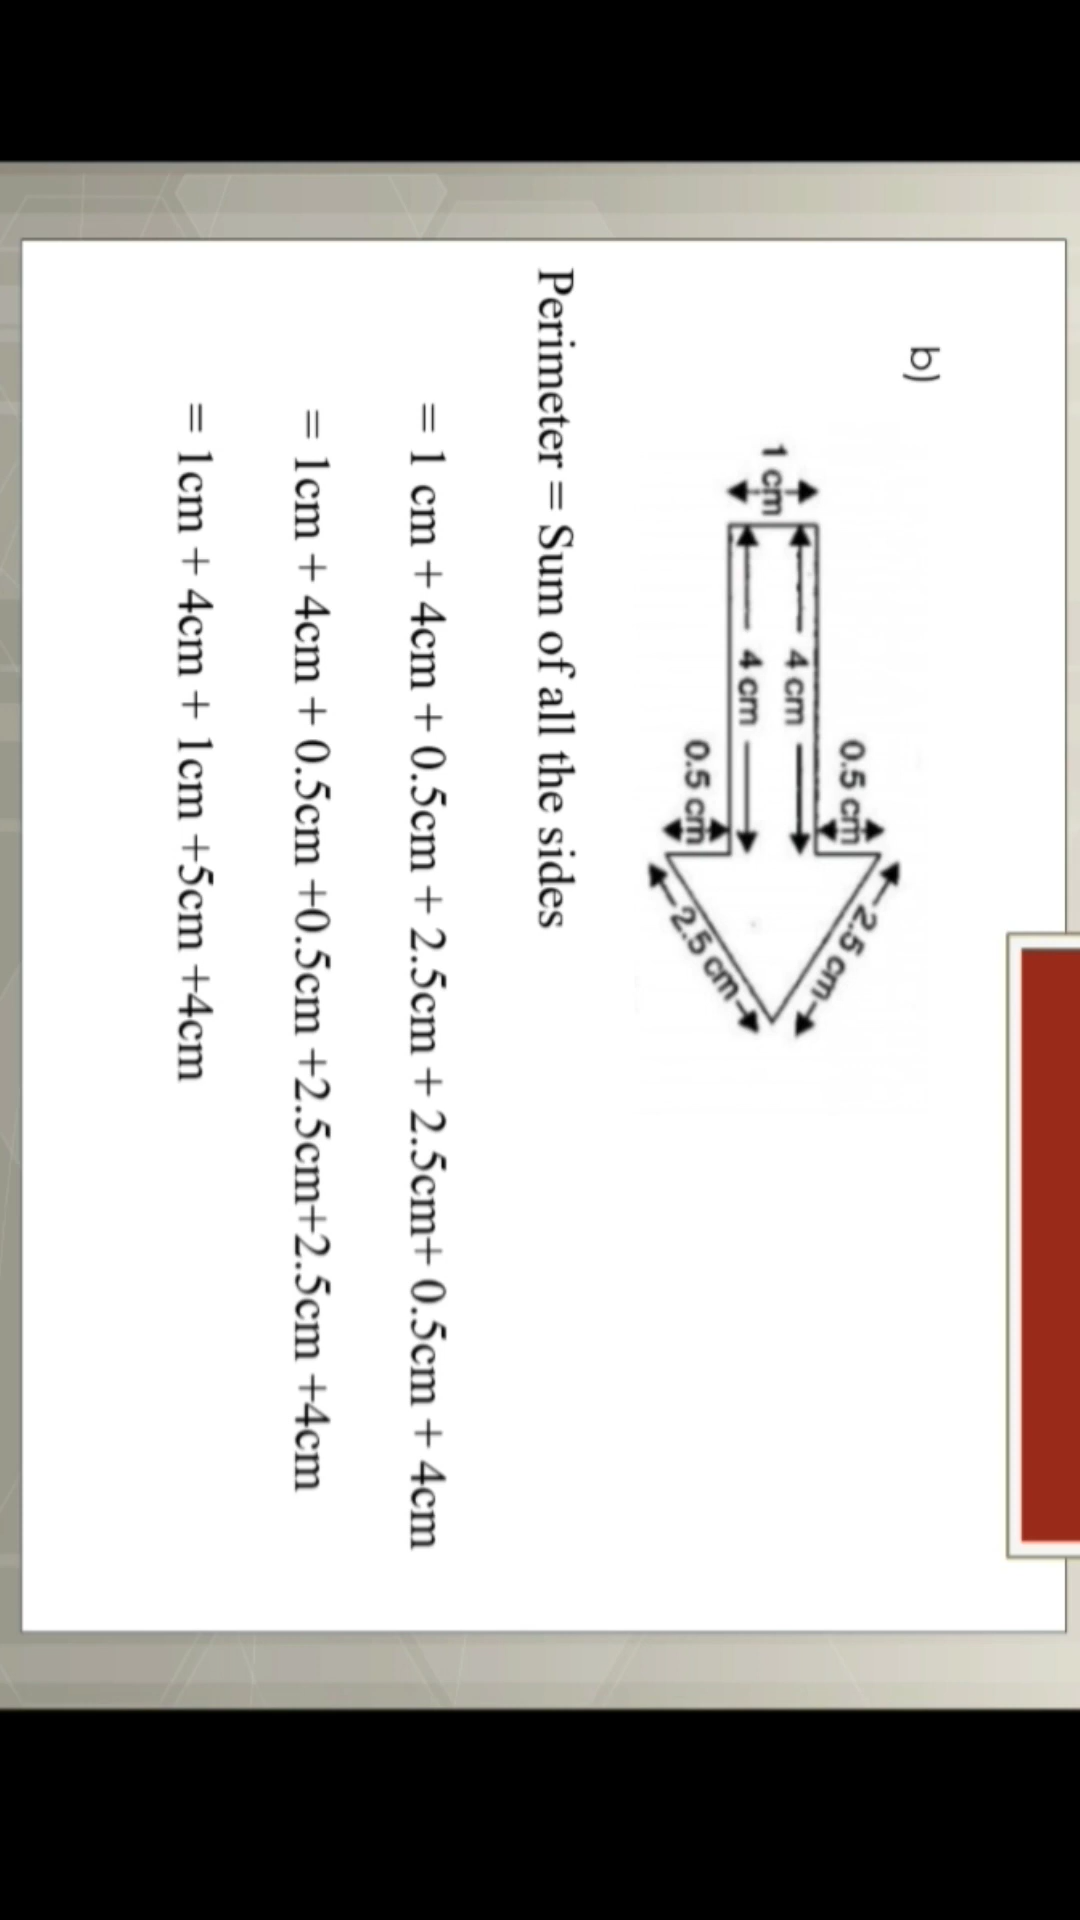 b)
0.5 cm
2.5 cm
4 cm
1 cm
4 cm
0.5 cm
2.5 cm
Perimeter = Sum of all the sides
= 1 cm + 4cm + 0.5cm + 2.5cm + 2.5cm+ 0.5cm + 4cm
= 1cm + 4cm + 0.5cm +0.5cm +2.5cm+2.5cm +4cm
= 1cm + 4cm + 1cm +5cm +4cm